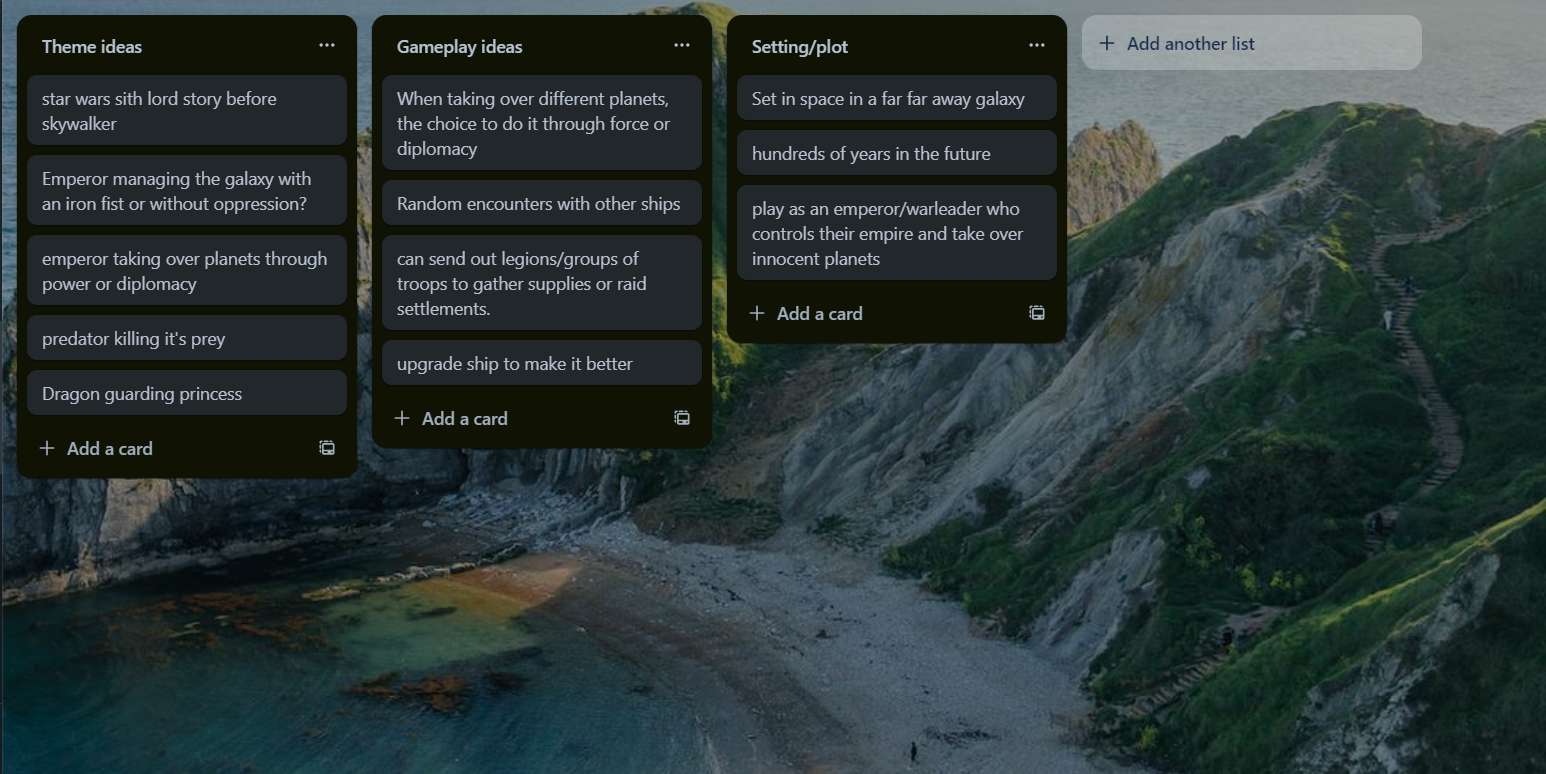 Theme ideas
star wars sith lord story before
skywalker
Emperor managing the galaxy with
an iron fist or without oppression?
emperor taking over planets through
power or diplomacy
predator killing it's prey
Dragon guarding princess
Add a card
Gameplay ideas
When taking over different planets,
the choice to do it through force or
diplomacy
Random encounters with other ships
can send out legions/groups of
troops to gather supplies or raid
settlements.
upgrade ship to make it better
Add a card
Setting/plot
Set in space in a far far away galaxy
hundreds of years in the future
play as an emperor/warleader who
controls their empire and take over
innocent planets
Add a card
Add another list